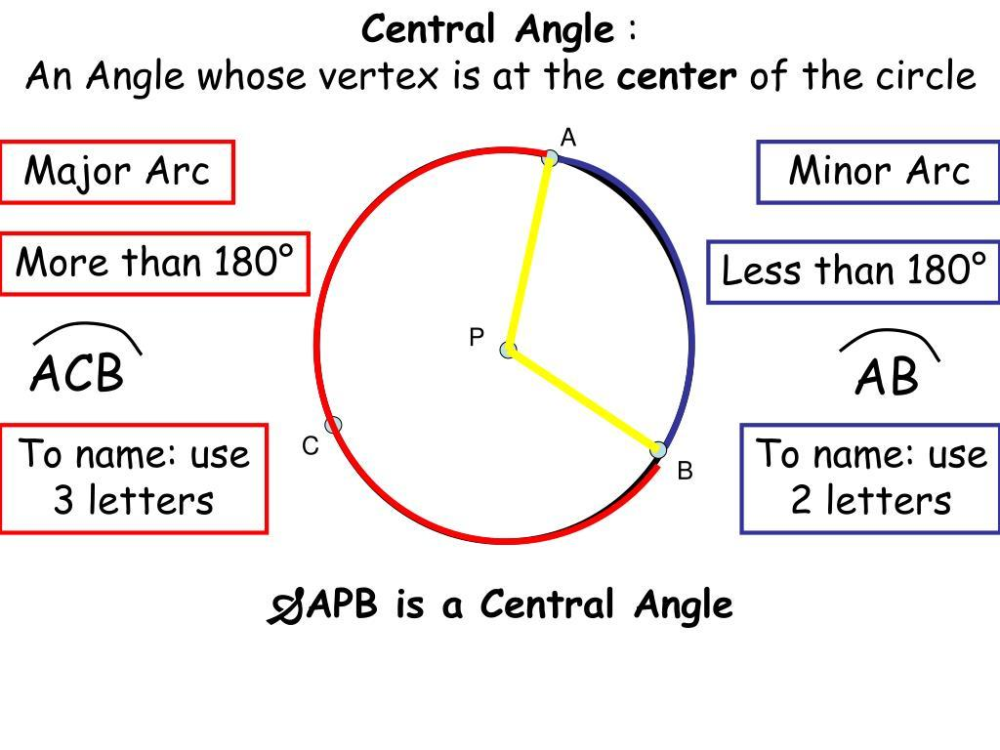 Central Angle :
An Angle whose vertex is at the center of the circle
A
Major Arc
Minor Arc
More than 180°
Less than 180°
P
ACB
AB
C
B
To name: use
3 letters
To name: use
2 letters
APB is a Central Angle